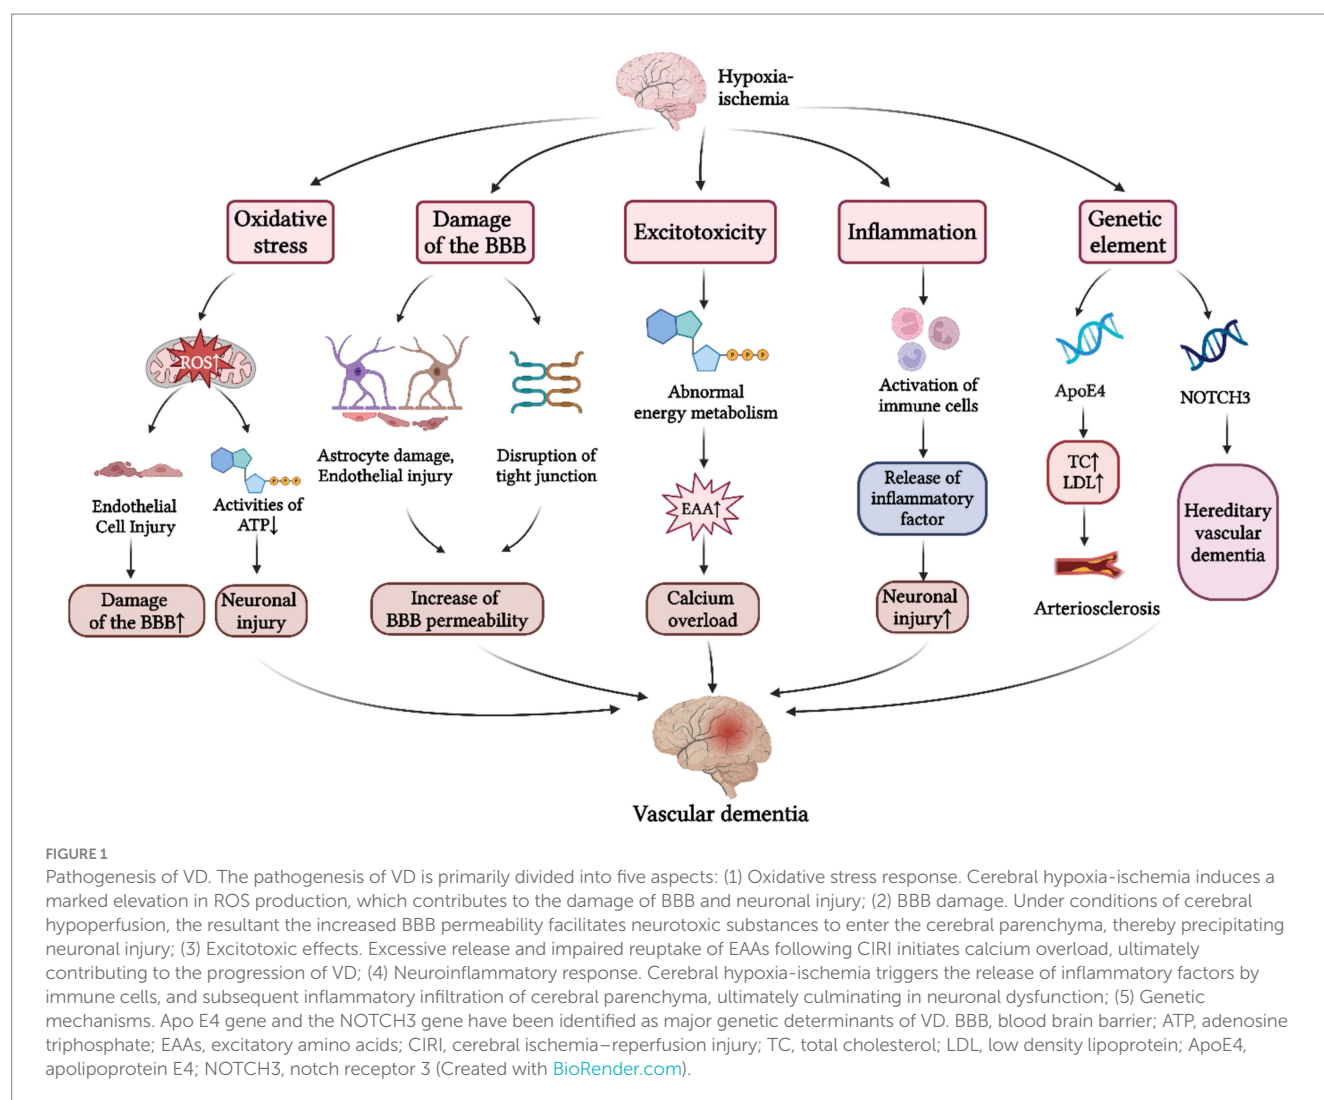 Hypoxia-
ischemia
Oxidative
stress
Damage
of the BBB
Excitotoxicity
Inflammation
Genetic
element
ROS↑
P P P
Abnormal
energy metabolism
Activation of
immune cells
ApoE4
NOTCH3
Endothelial
Cell Injury
P P P
Activities of
ATP↓
Astrocyte damage,
Endothelial injury
Disruption of
tight junction
EAA↑
Release of
inflammatory
factor
TC↑
LDL↑
Hereditary
vascular
dementia
Damage
of the BBB↑
Neuronal
injury
Increase of
BBB permeability
Calcium
overload
Neuronal
injury↑
Arteriosclerosis
Vascular dementia
FIGURE 1
Pathogenesis of VD. The pathogenesis of VD is primarily divided into five aspects: (1) Oxidative stress response. Cerebral hypoxia-ischemia induces a
marked elevation in ROS production, which contributes to the damage of BBB and neuronal injury; (2) BBB damage. Under conditions of cerebral
hypoperfusion, the resultant the increased BBB permeability facilitates neurotoxic substances to enter the cerebral parenchyma, thereby precipitating
neuronal injury; (3) Excitotoxic effects. Excessive release and impaired reuptake of EAAs following CIRI initiates calcium overload, ultimately
contributing to the progression of VD; (4) Neuroinflammatory response. Cerebral hypoxia-ischemia triggers the release of inflammatory factors by
immune cells, and subsequent inflammatory infiltration of cerebral parenchyma, ultimately culminating in neuronal dysfunction; (5) Genetic
mechanisms. Apo E4 gene and the NOTCH3 gene have been identified as major genetic determinants of VD. BBB, blood brain barrier; ATP, adenosine
triphosphate; EAAs, excitatory amino acids; CIRI, cerebral ischemia–reperfusion injury; TC, total cholesterol; LDL, low density lipoprotein; ApoE4,
apolipoprotein E4; NOTCH3, notch receptor 3 (Created with BioRender.com).